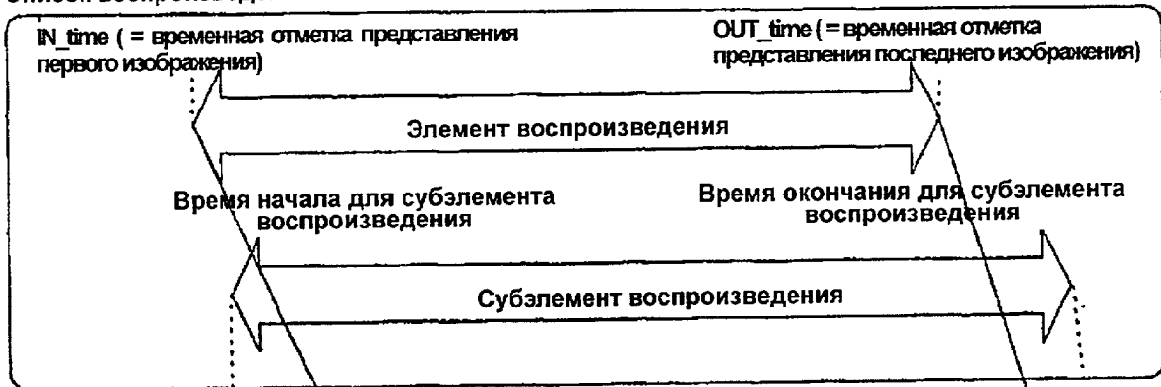 IN_time ( = временная отметка представления
первого изображения)
OUT_time (= временная отметка
представления последнего изображения)
Элемент воспроизведения
Время начала для субэлемента
воспроизведения
Время окончания для субэлемента
воспроизведения
Субэлемент воспроизведения